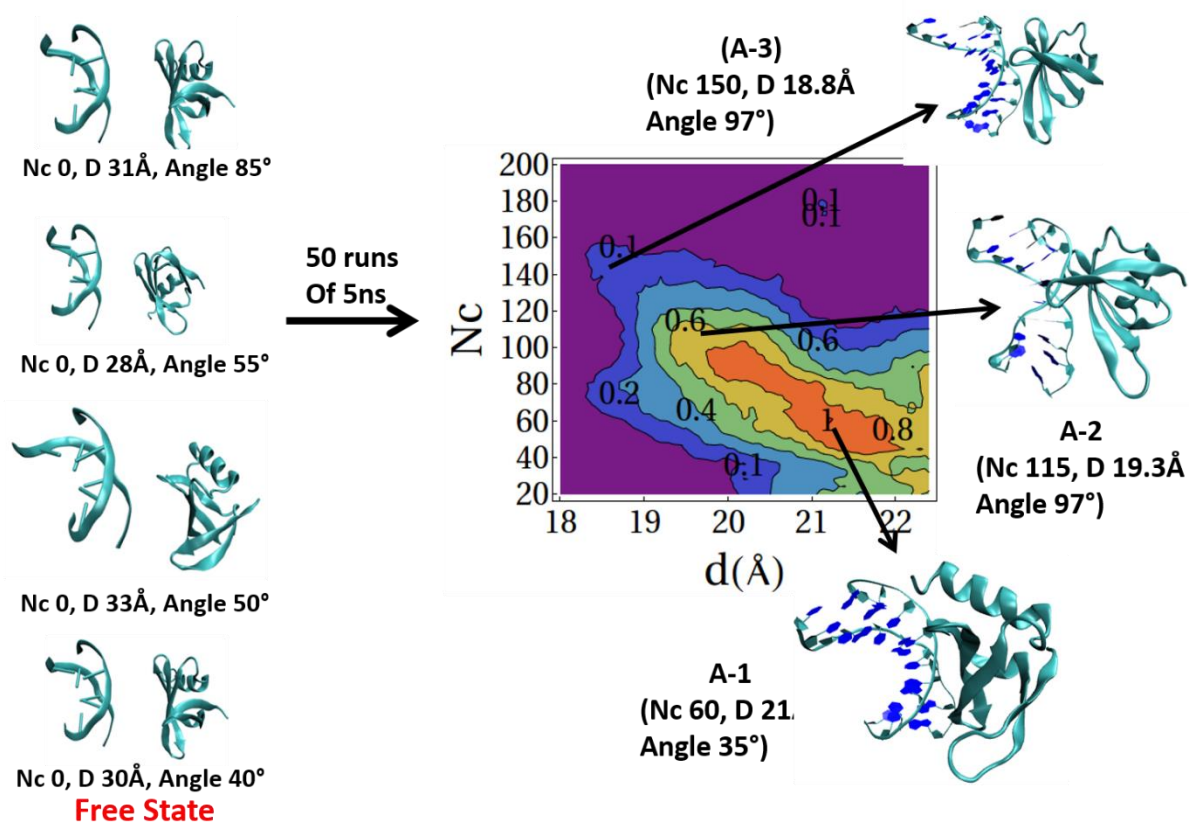 Nc 0, D 31Å, Angle 85°
Nc 0, D 28Å, Angle 55°
Nc 0, D 33Å, Angle 50°
Nc 0, D 30Å, Angle 40°
Free State
50 runs
Of 5ns
(A-3)
(Nc 150, D 18.8Å
Angle 97°)
200
180
160
140
120
100
80
60
40
20
Nc
18
19
20
21
22
d(Å)
0.1
0.1
0.1
0.6
0.6
0.2
0.4
1
0.8
0.1
A-2
(Nc 115, D 19.3Å
Angle 97°)
A-1
(Nc 60, D 21
Angle 35°)